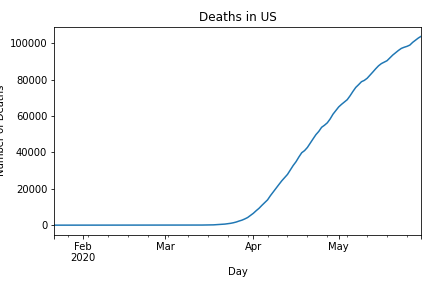 Deaths in US
Number of Deaths
100000
80000
60000
40000
20000
0
Feb
2020
Mar
Apr
May
Day